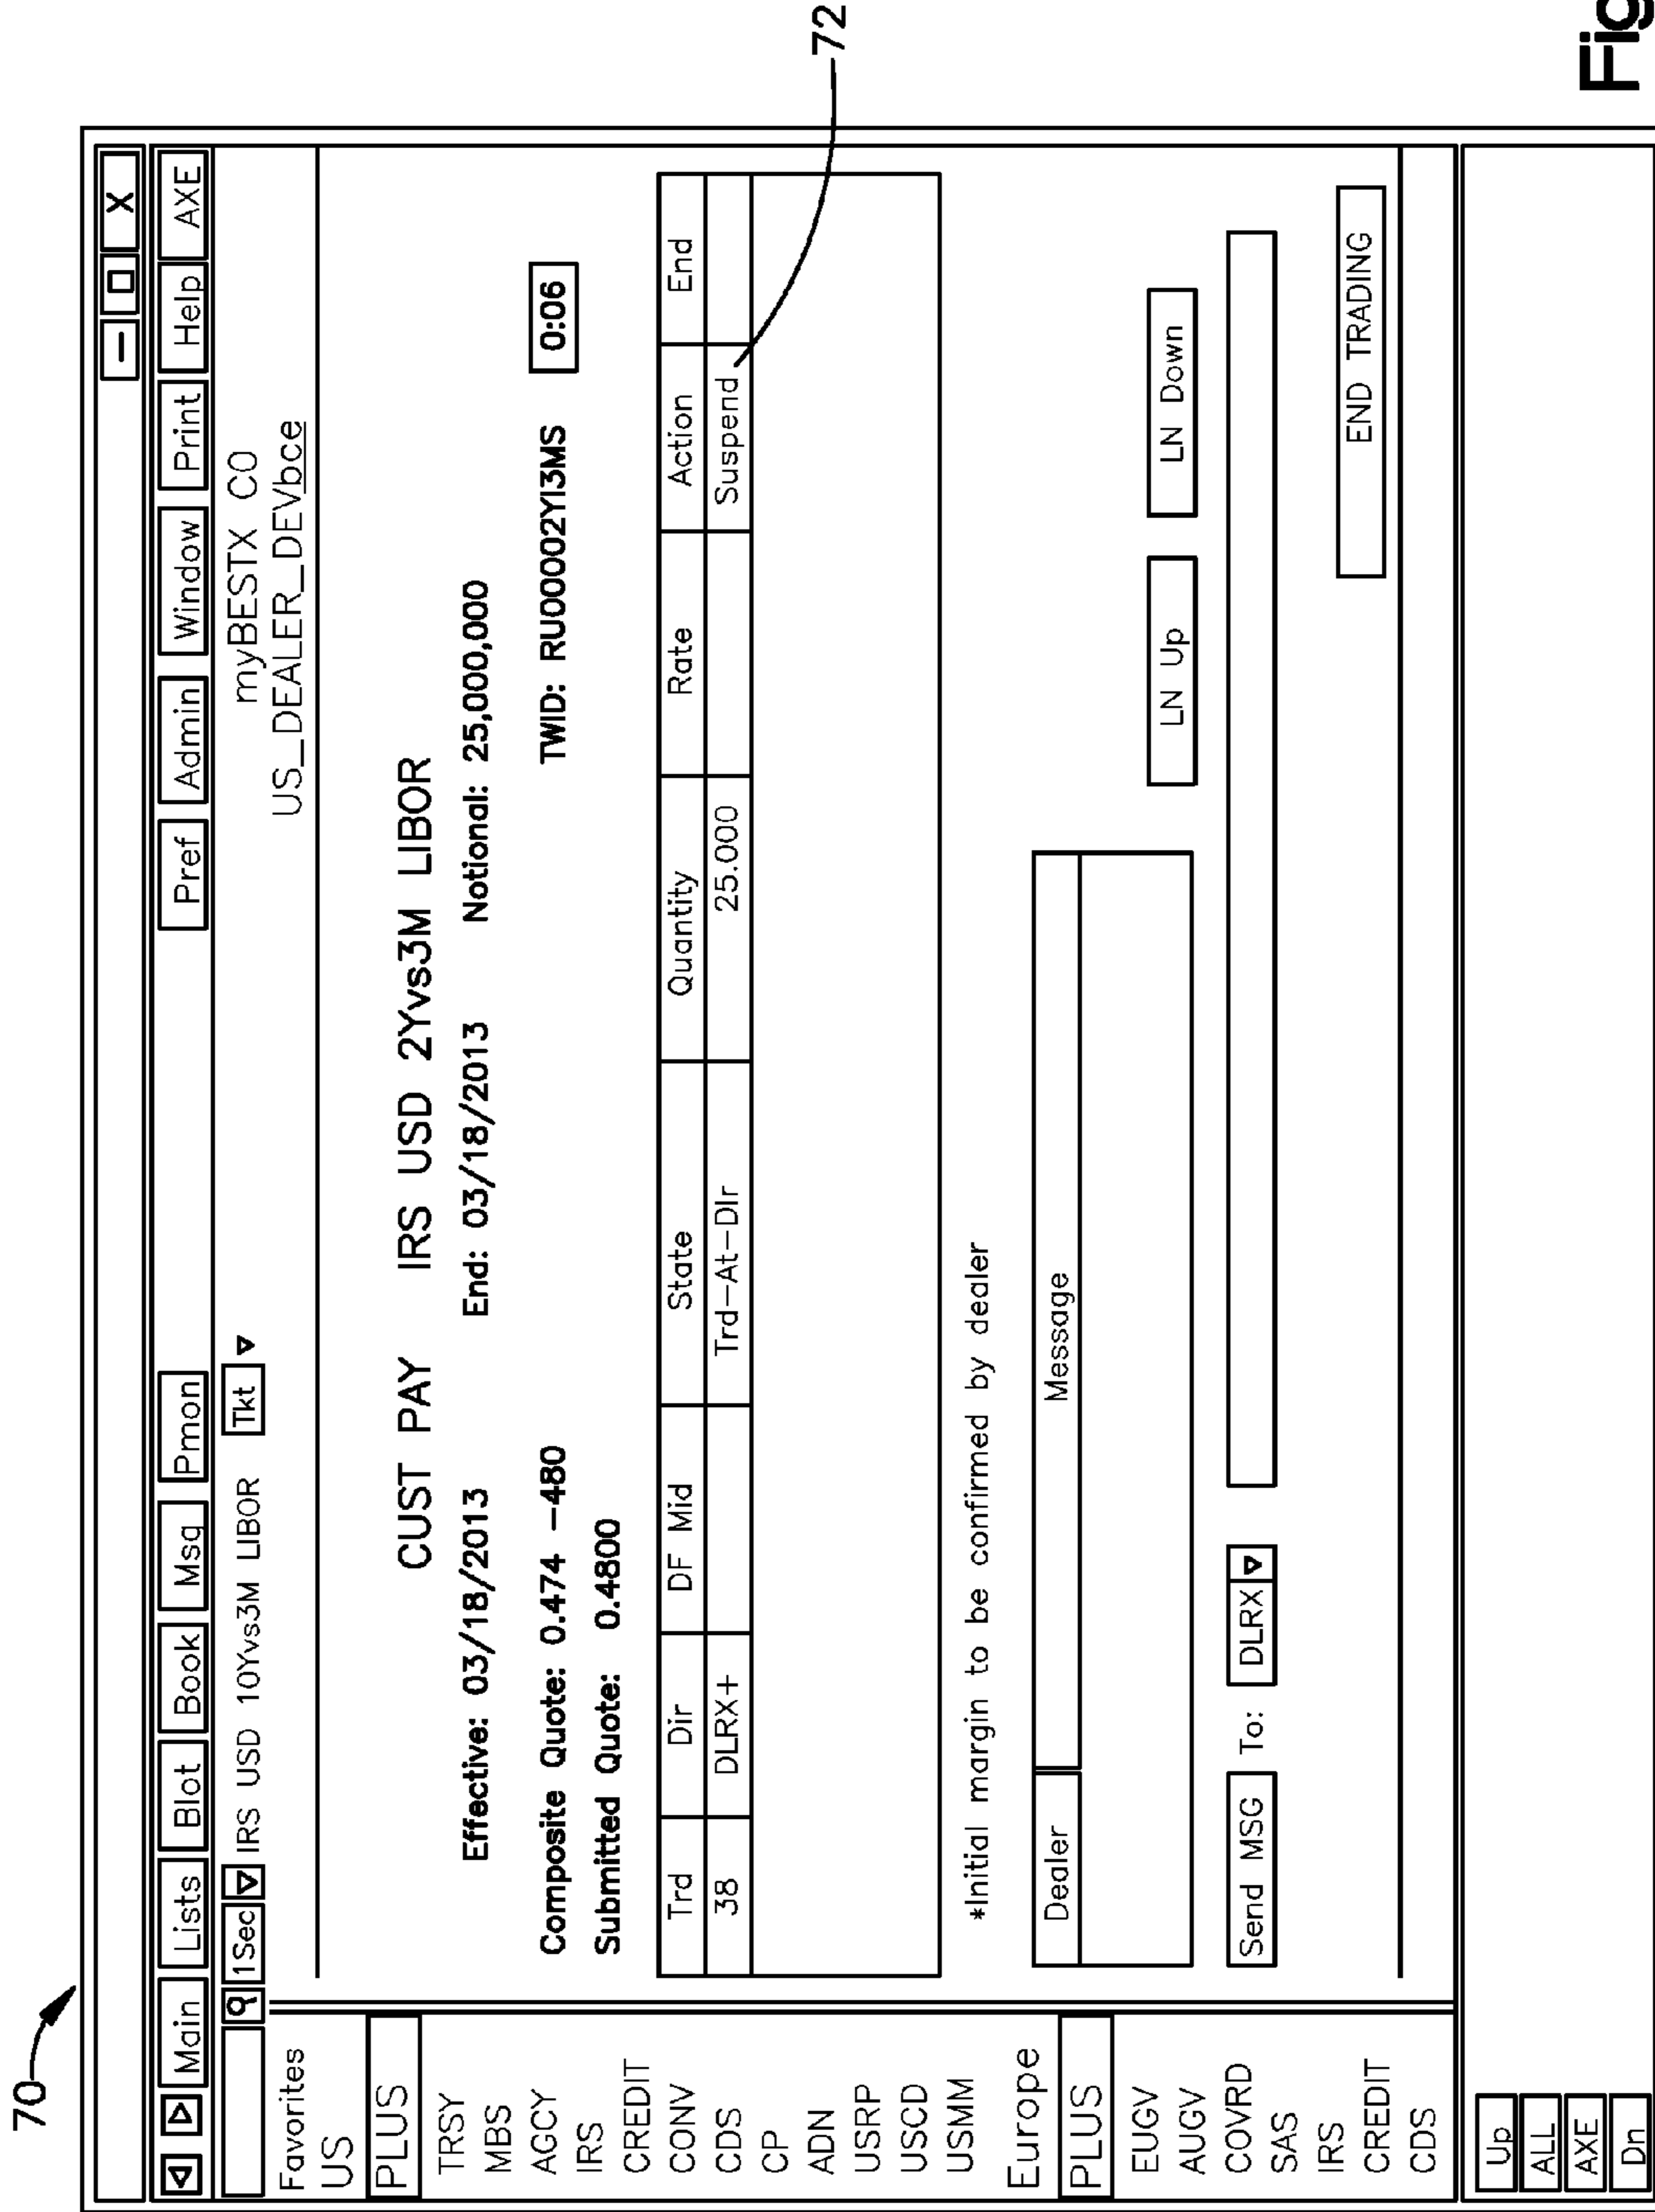 70
– □ X
Main Lists Blot Book Msg Pmon Pref Admin Window Print Help AXE
1Sec IRS USD 10Yvs3M LIBOR Tkt
myBESTX CO
US_DEALER_DEVbce
Favorites
US
PLUS
TRSY
MBS
AGCY
IRS
CREDIT
CONV
CDS
CP
ADN
USRP
USCD
USMM
Europe
PLUS
EUGV
AUGV
COVRD
SAS
IRS
CREDIT
CDS
CUST PAY IRS USD 2Yvs3M LIBOR
Effective: 03/18/2013 End: 03/18/2013 Notional: 25,000,000
Composite Quote: 0.474 –480 TWID: RU00002YI3MS 0:06
Submitted Quote: 0.4800
Trd Dir DF Mid State Quantity Rate Action End
38 DLRX+ Trd–At–Dlr 25.000 Suspend
72
*Initial margin to be confirmed by dealer
Dealer Message
LN Up LN Down
Send MSG To: DLRX
END TRADING
Up
ALL
AXE
Dn
Fig